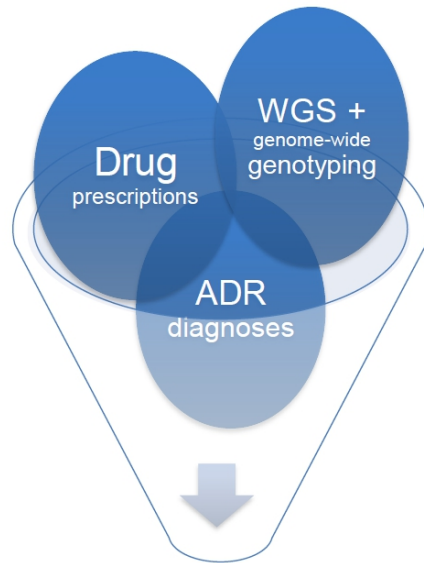 Drug
prescriptions
WGS +
genome-wide
genotyping
ADR
diagnoses